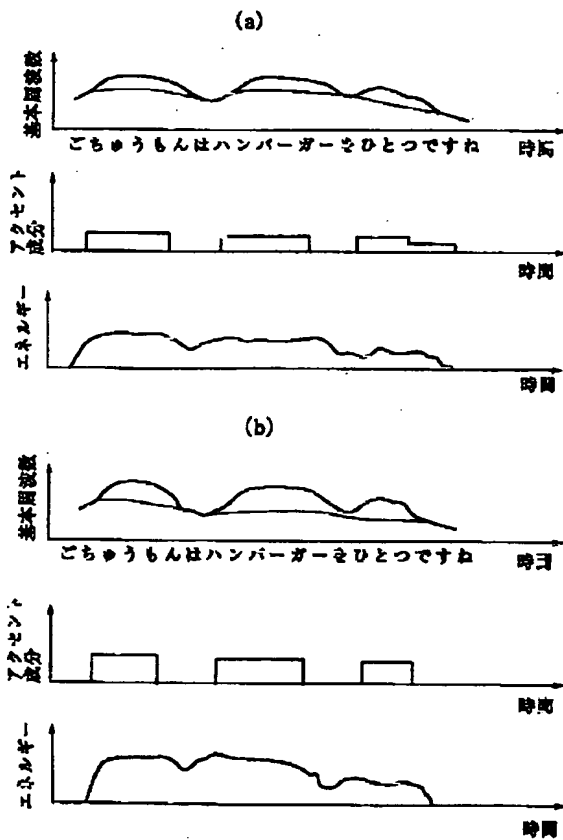 (a)
基本周波数
ごちゅうもんはハンバーガーをひとつですね
時間
アクセント
成分
時間
エネルギー
時間
(b)
基本周波数
ごちゅうもんはハンバーガーをひとつですね
時間
アクセント
成分
時間
エネルギー
時間